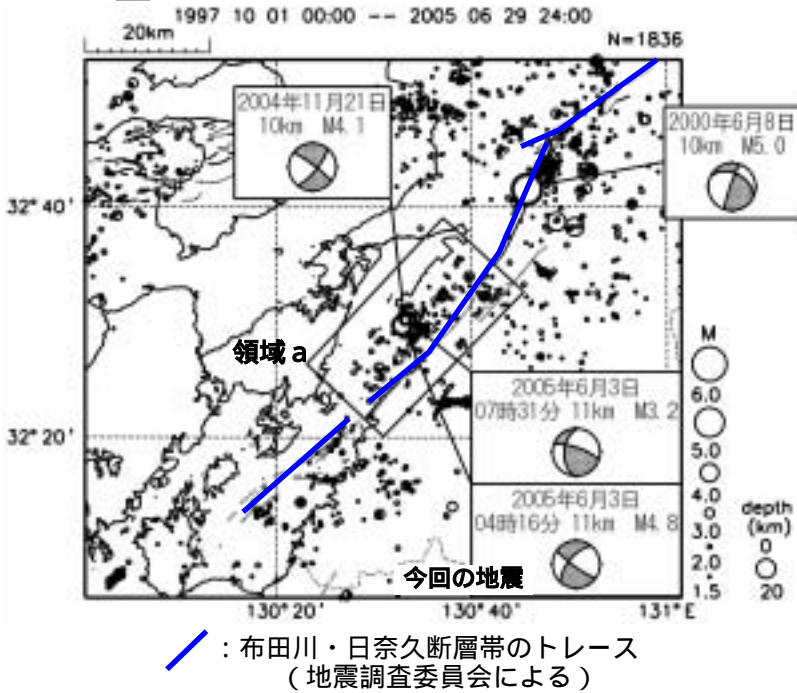 1997 10 01 00:00 -- 2005 06 29 24:00
20km
N=1836
2004年11月21日
10km M4.1
b
2000年6月8日
10km M5.0
32°40'
領域a
M
6.0
5.0
4.0
3.0
2.0
1.5
depth
(km)
0
20
2005年6月3日
07時31分 11km M3.2
32°20'
2005年6月3日
04時16分 11km M4.8
今回の地震
130°20'
130°40'
131°E
：布田川・日奈久断層帯のトレース
（地震調査委員会による）